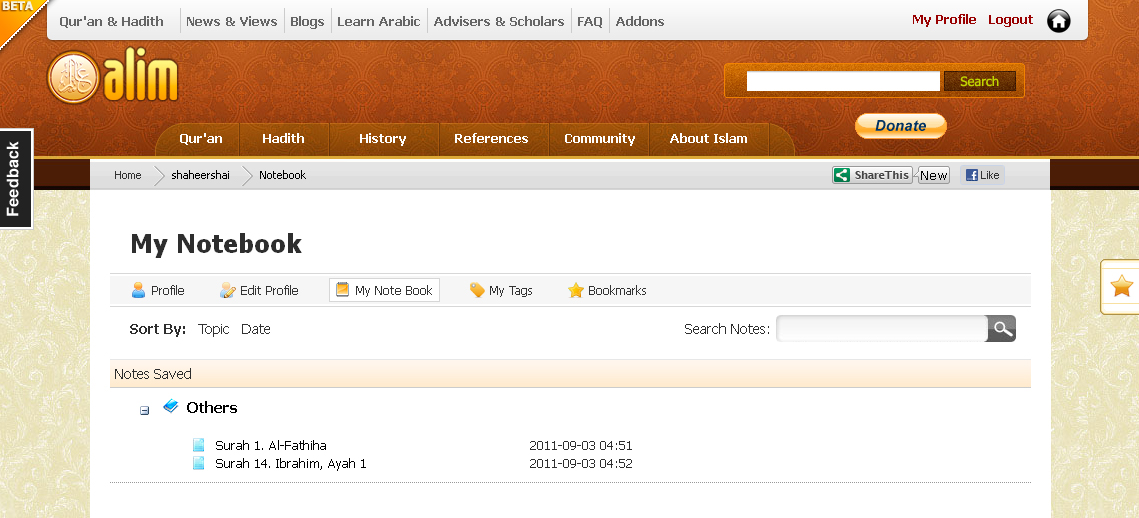 BETA
Qur'an & Hadith News & Views Blogs Learn Arabic Advisers & Scholars FAQ Addons My Profile Logout
alim
Search
Donate
Qur'an Hadith History References Community About Islam
Feedback
Home shaheershai Notebook ShareThis New Like
My Notebook
Profile Edit Profile My Note Book My Tags Bookmarks
Sort By: Topic Date Search Notes:
Notes Saved
Others
Surah 1. Al-Fathiha 2011-09-03 04:51
Surah 14. Ibrahim, Ayah 1 2011-09-03 04:52